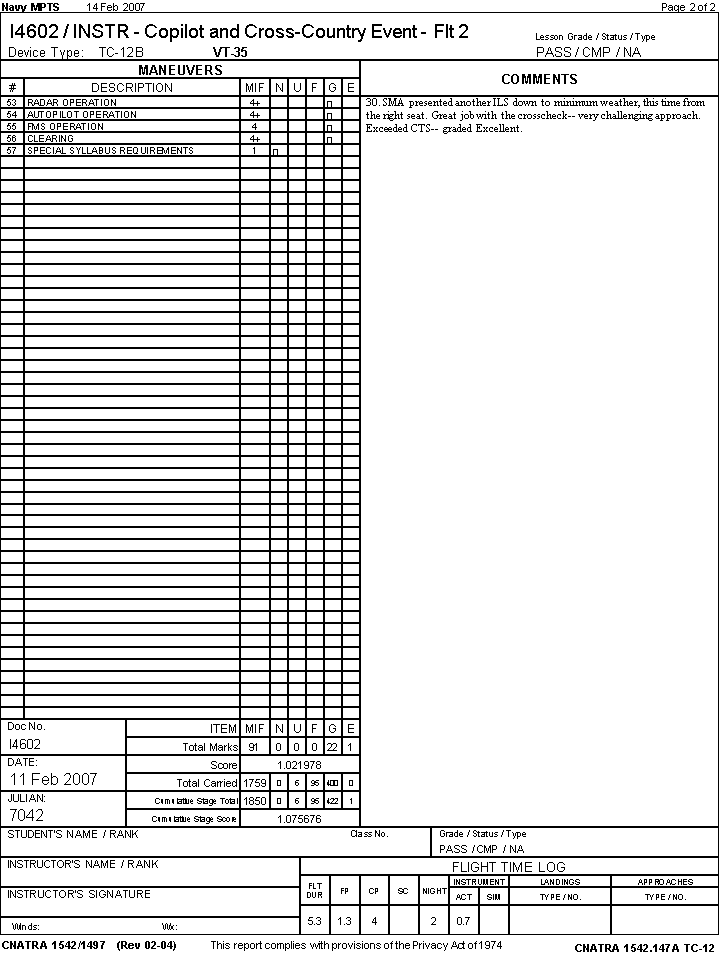 Navy MPTS 14 Feb 2007 Page 2 of 2
I4602 / INSTR - Copilot and Cross-Country Event - Flt 2
Lesson Grade / Status / Type
Device Type: TC-12B VT-35 PASS / CMP / NA
MANEUVERS
COMMENTS
# DESCRIPTION MIF N U F G E
53 RADAR OPERATION 4+ n
54 AUTOPILOT OPERATION 4+ n
55 FMS OPERATION 4 n
56 CLEARING 4+ n
57 SPECIAL SYLLABUS REQUIREMENTS 1 n
30. SMA presented another ILS down to minimum weather, this time from
the right seat. Great job with the crosscheck-- very challenging approach.
Exceeded CTS-- graded Excellent.
Doc No. ITEM MIF N U F G E
I4602 Total Marks 91 0 0 0 22 1
DATE: Score 1.021978
11 Feb 2007 Total Carried 1759 0 6 95 400 0
JULIAN: Cumulative Stage Total 1850 0 6 95 422 1
7042 Cumulative Stage Score 1.075676
STUDENT'S NAME / RANK Class No. Grade / Status / Type
PASS / CMP / NA
INSTRUCTOR'S NAME / RANK FLIGHT TIME LOG
INSTRUCTOR'S SIGNATURE
FLT DUR FP CP SC NIGHT INSTRUMENT LANDINGS APPROACHES
ACT SIM TYPE / NO. TYPE / NO.
Winds: Wx: 5.3 1.3 4 2 0.7
CNATRA 1542/1497 (Rev 02-04) This report complies with provisions of the Privacy Act of 1974 CNATRA 1542.147A TC-12